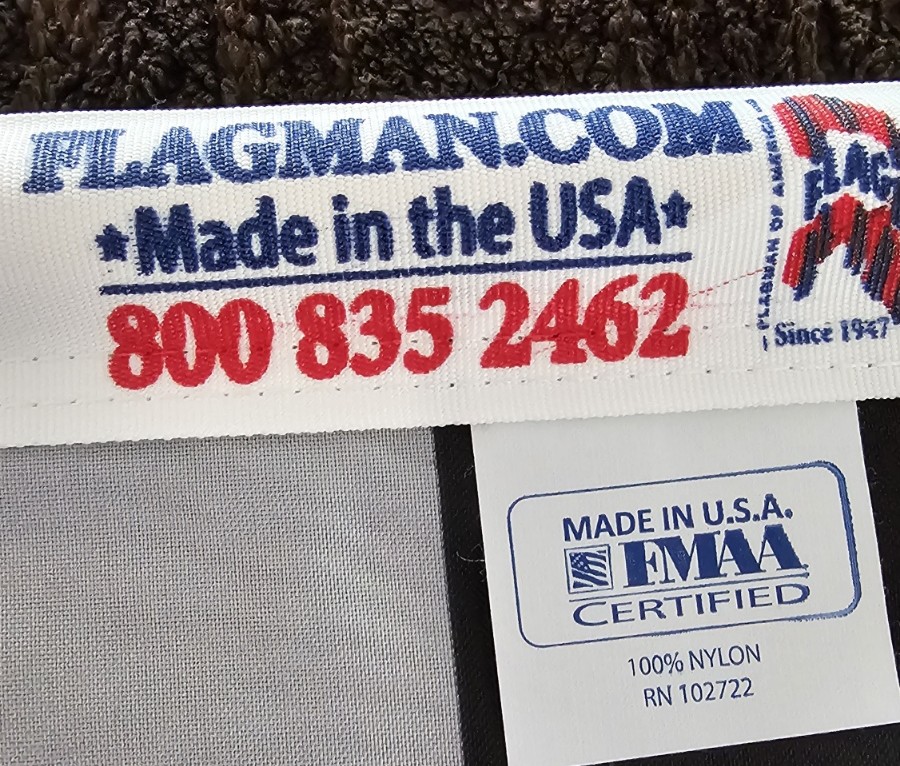 FLAGMAN.COM
★Made in the USA★
800 835 2462
FLAGMAN OF AMERICA
FLAG
Since 1947
MADE IN U.S.A.
FMAA
CERTIFIED
100% NYLON
RN 102722